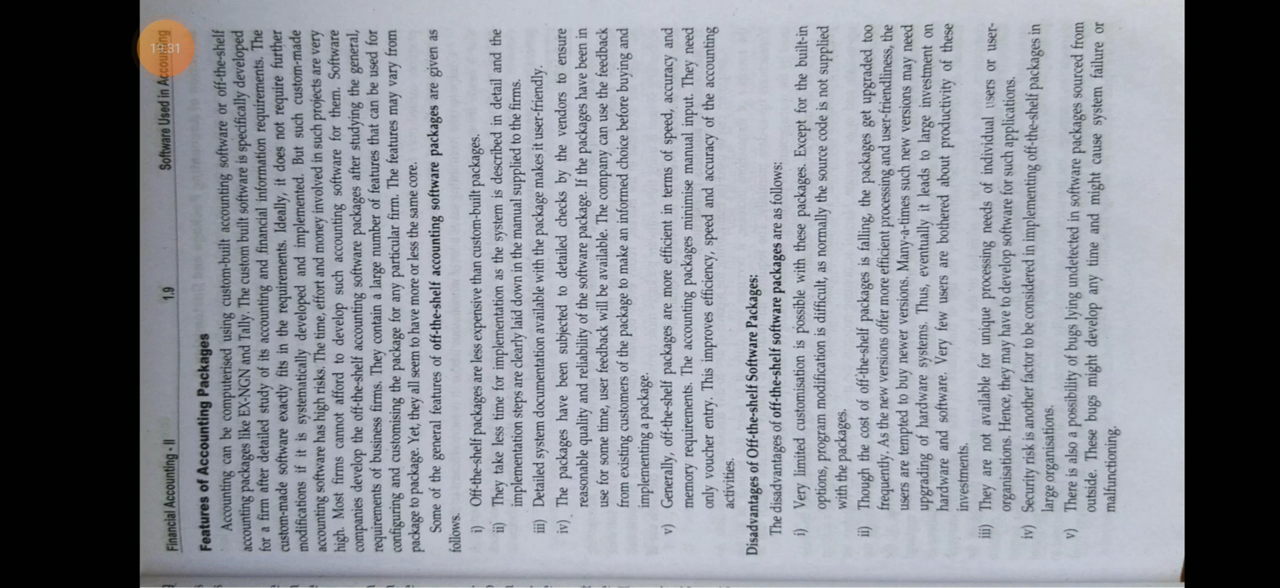 Financial Accounting - II 1.9 Software Used in Accounting
Features of Accounting Packages
Accounting can be computerised using custom-built accounting software or off-the-shelf
accounting packages like EX-NGN and Tally. The custom built software is specifically developed
for a firm after detailed study of its accounting and financial information requirements. The
custom-made software exactly fits in the requirements. Ideally, it does not require further
modifications if it is systematically developed and implemented. But such custom-made
accounting software has high risks. The time, effort and money involved in such projects are very
high. Most firms cannot afford to develop such accounting software for them. Software
companies develop the off-the-shelf accounting software packages after studying the general,
requirements of business firms. They contain a large number of features that can be used for
configuring and customising the package for any particular firm. The features may vary from
package to package. Yet, they all seem to have more or less the same core.
Some of the general features of off-the-shelf accounting software packages are given as
follows.
i) Off-the-shelf packages are less expensive than custom-built packages.
ii) They take less time for implementation as the system is described in detail and the
implementation steps are clearly laid down in the manual supplied to the firms.
iii) Detailed system documentation available with the package makes it user-friendly.
iv) The packages have been subjected to detailed checks by the vendors to ensure
reasonable quality and reliability of the software package. If the packages have been in
use for some time, user feedback will be available. The company can use the feedback
from existing customers of the package to make an informed choice before buying and
implementing a package.
v) Generally, off-the-shelf packages are more efficient in terms of speed, accuracy and
memory requirements. The accounting packages minimise manual input. They need
only voucher entry. This improves efficiency, speed and accuracy of the accounting
activities.
Disadvantages of Off-the-shelf Software Packages:
The disadvantages of off-the-shelf software packages are as follows:
i) Very limited customisation is possible with these packages. Except for the built-in
options, program modification is difficult, as normally the source code is not supplied
with the packages.
ii) Though the cost of off-the-shelf packages is falling, the packages get upgraded too
frequently. As the new versions offer more efficient processing and user-friendliness, the
users are tempted to buy newer versions. Many-a-times such new versions may need
upgrading of hardware systems. Thus, eventually it leads to large investment on
hardware and software. Very few users are bothered about productivity of these
investments.
iii) They are not available for unique processing needs of individual users or user-
organisations. Hence, they may have to develop software for such applications.
iv) Security risk is another factor to be considered in implementing off-the-shelf packages in
large organisations.
v) There is also a possibility of bugs lying undetected in software packages sourced from
outside. These bugs might develop any time and might cause system failure or
malfunctioning.